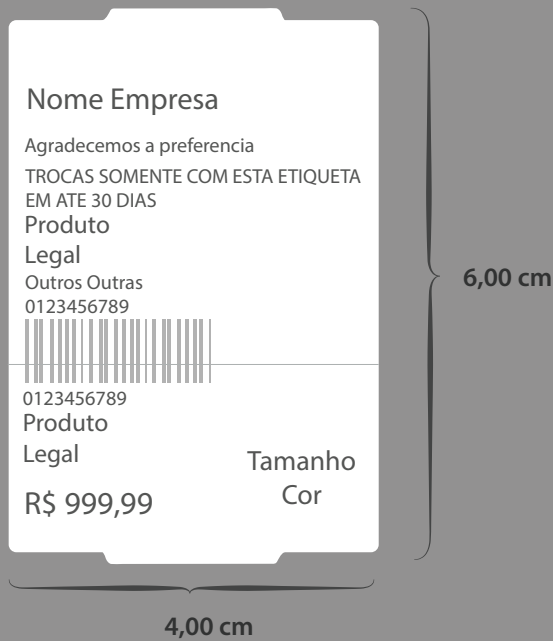 Nome Empresa
Agradecemos a preferencia
TROCAS SOMENTE COM ESTA ETIQUETA
EM ATE 30 DIAS
Produto
Legal
Outros Outras
0123456789
0123456789
Produto
Legal
Tamanho
Cor
R$ 999,99
6,00 cm
4,00 cm